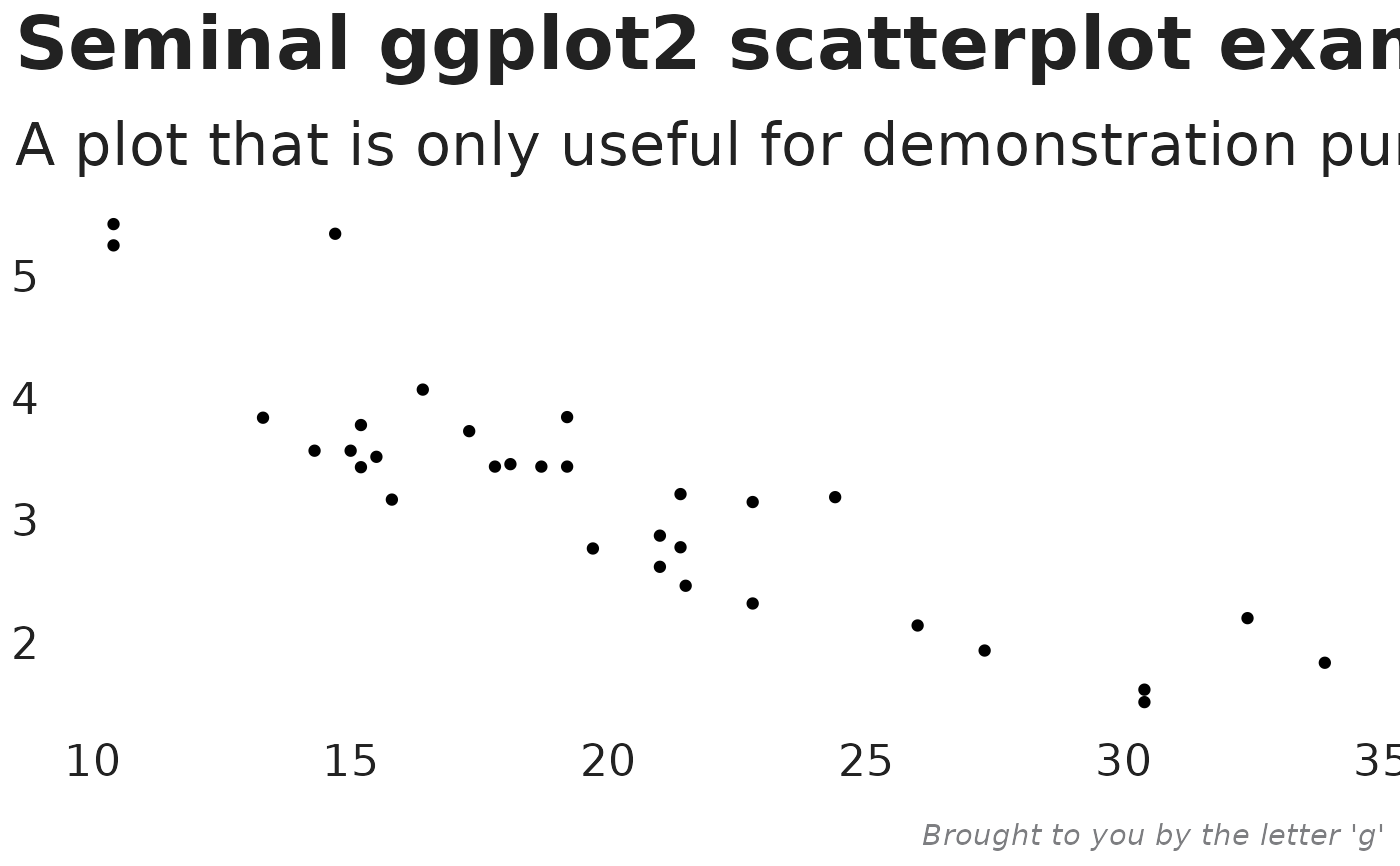 Seminal ggplot2 scatterplot exam
A plot that is only useful for demonstration pur
5
4
3
2
10 15 20 25 30 35
Brought to you by the letter 'g'